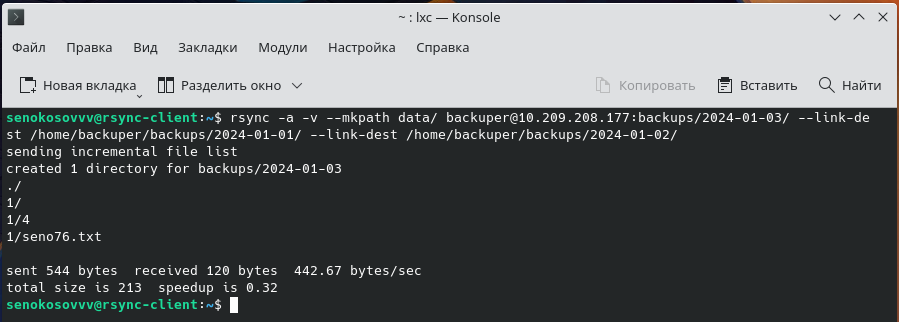 ~ : lxc — Konsole
Файл Правка Вид Закладки Модули Настройка Справка
Новая вкладка Разделить окно Копировать Вставить Найти
senokosovvv@rsync-client:~$ rsync -a -v --mkpath data/ backuper@10.209.208.177:backups/2024-01-03/ --link-de
st /home/backuper/backups/2024-01-01/ --link-dest /home/backuper/backups/2024-01-02/
sending incremental file list
created 1 directory for backups/2024-01-03
./
1/
1/4
1/seno76.txt
sent 544 bytes  received 120 bytes  442.67 bytes/sec
total size is 213  speedup is 0.32
senokosovvv@rsync-client:~$